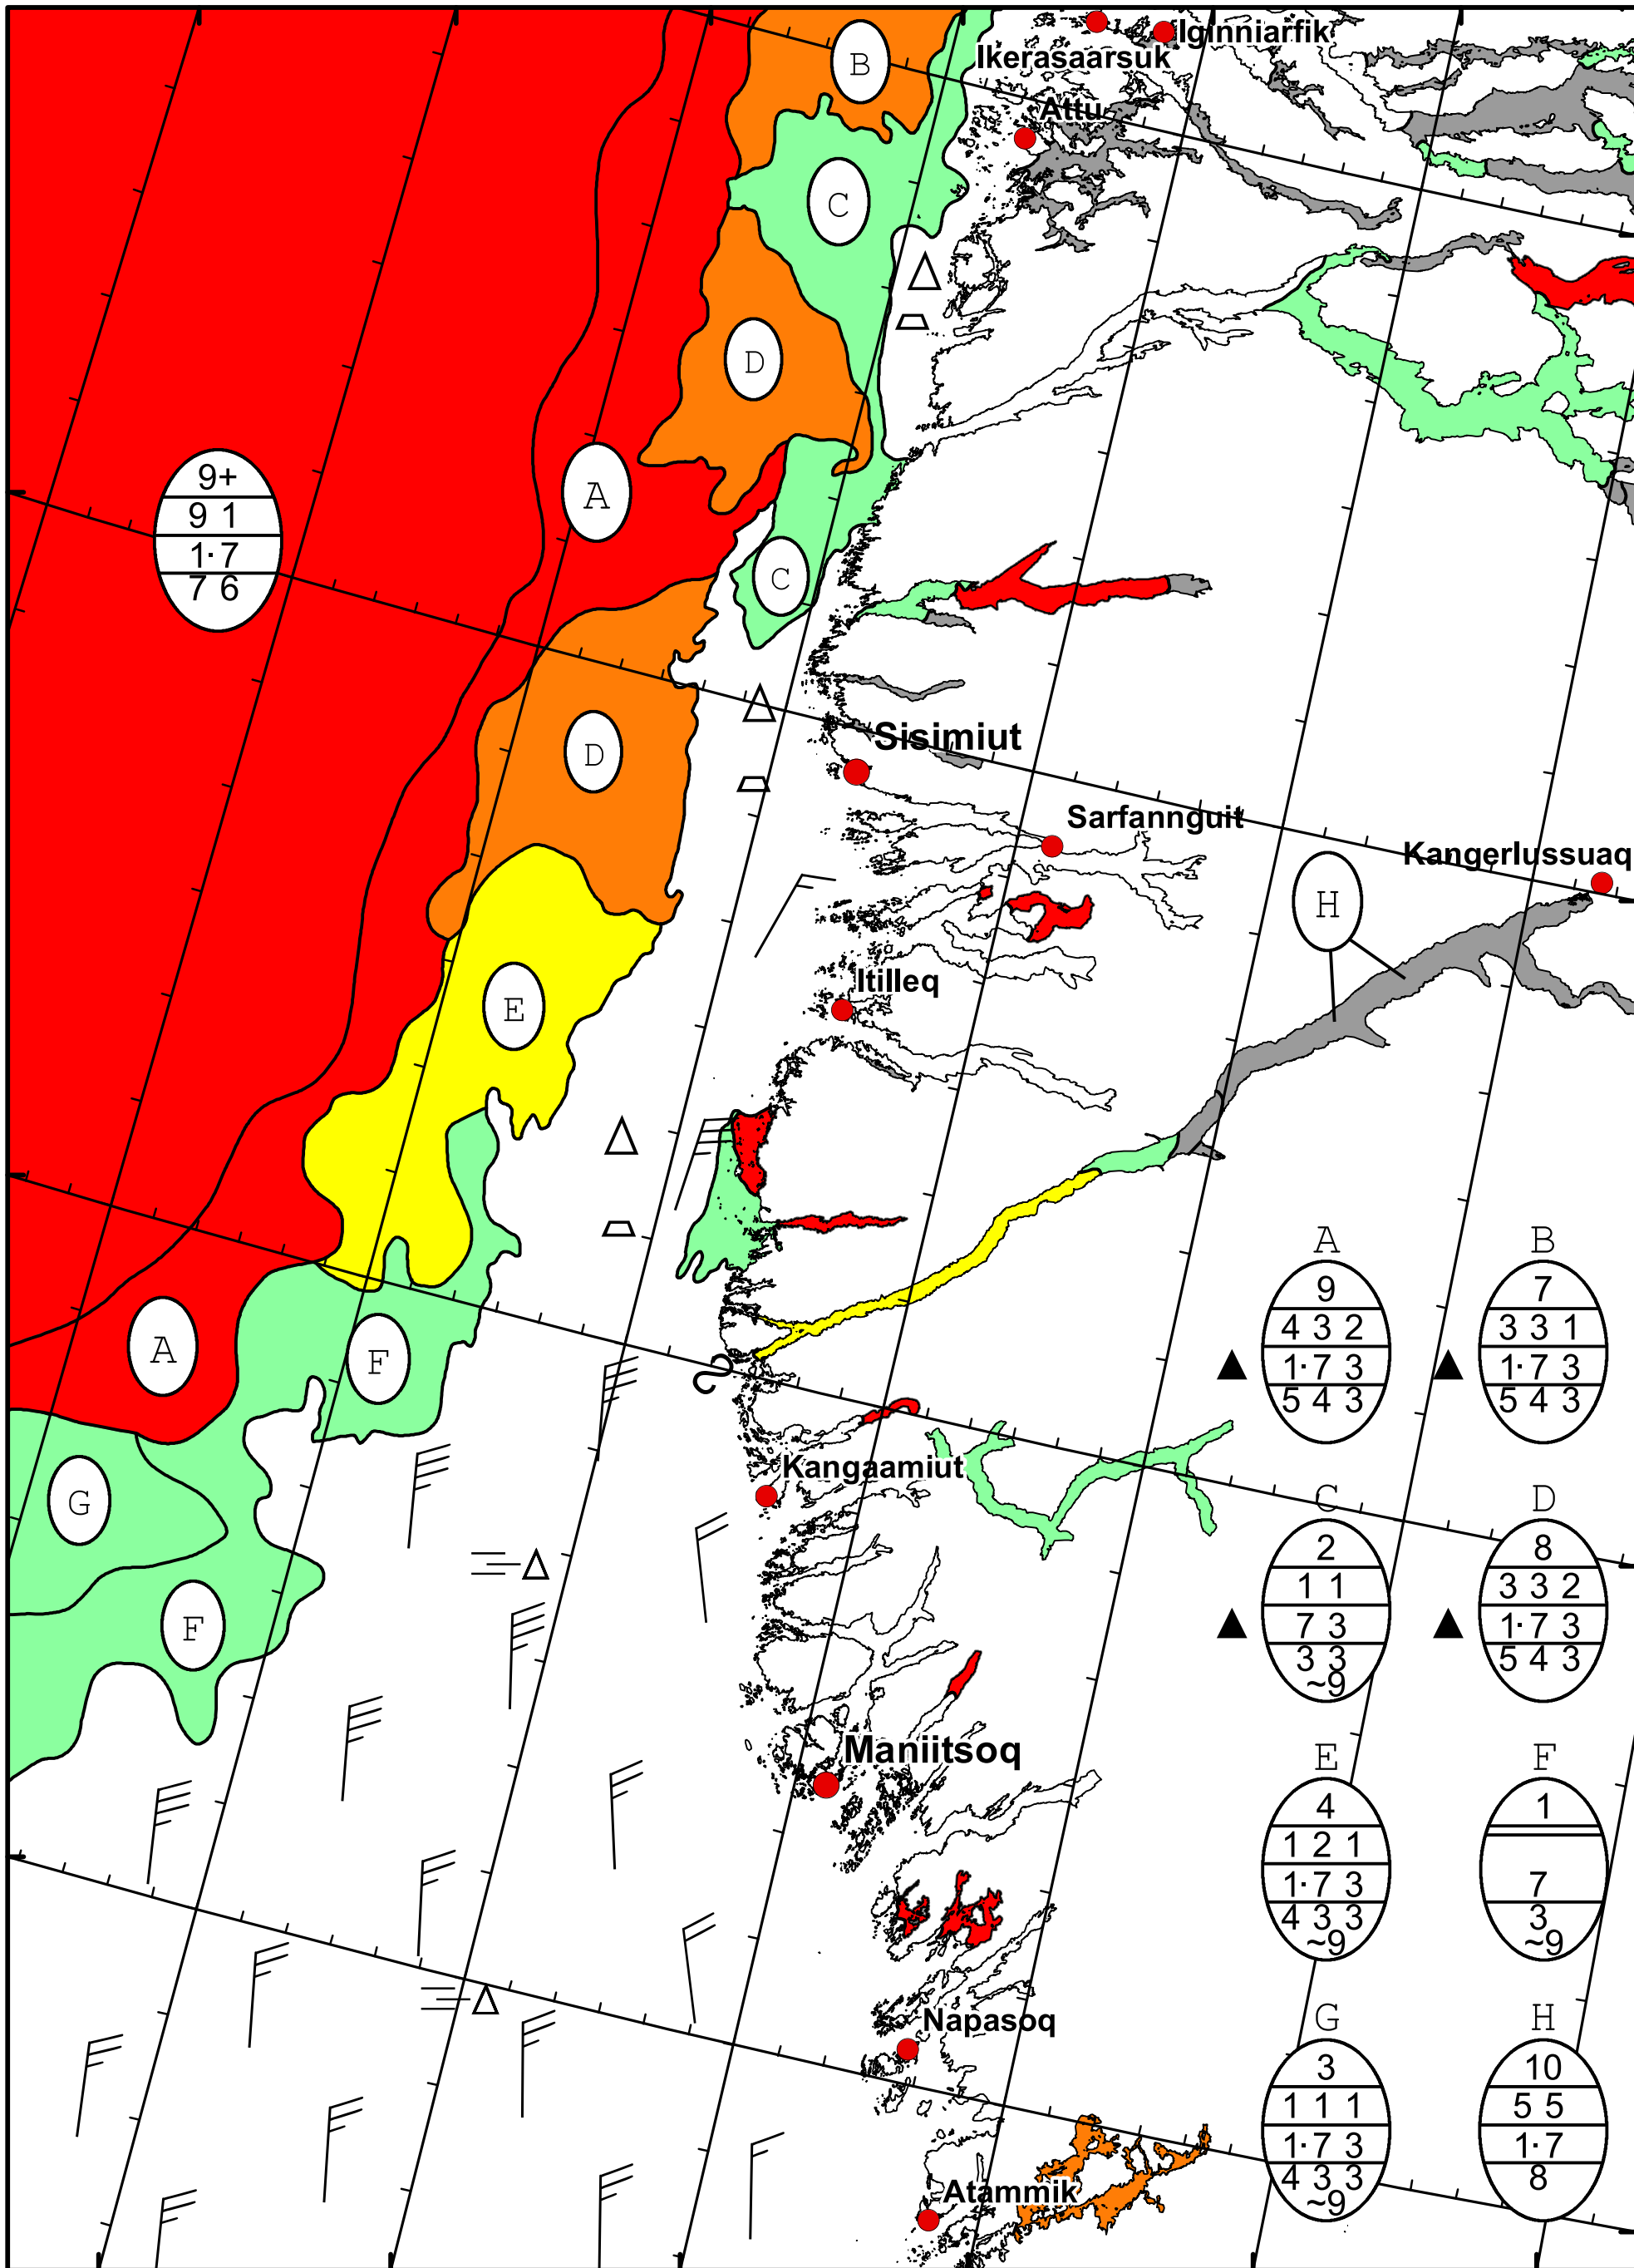 Iginniarfik
Ikerasaarsuk
B
Attu
C
D
9+
9 1
1· 7
7 6
A
C
Sisimiut
D
Sarfannguit
Kangerlussuaq
H
Itilleq
E
A
F
A
9
4 3 2
1· 7 3
5 4 3
B
7
3 3 1
1· 7 3
5 4 3
Kangaamiut
G
C
2
1 1
7 3
3 3
~9
D
8
3 3 2
1· 7 3
5 4 3
F
Maniitsoq
E
4
1 2 1
1· 7 3
4 3 3
~9
F
1
7
3
~9
Napasoq
G
3
1 1 1
1· 7 3
4 3 3
~9
H
10
5 5
1· 7
8
Atammik